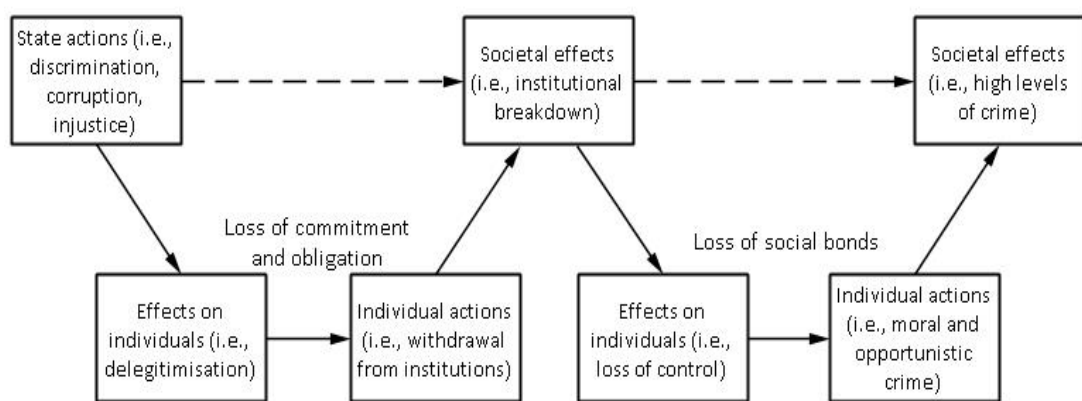 State actions (i.e.,
discrimination,
corruption,
injustice)
Societal effects
(i.e., institutional
breakdown)
Societal effects
(i.e., high levels
of crime)
Loss of commitment
and obligation
Loss of social bonds
Effects on
individuals (i.e.,
delegitimisation)
Individual actions
(i.e., withdrawal
from institutions)
Effects on
individuals (i.e.,
loss of control)
Individual actions
(i.e., moral and
opportunistic
crime)